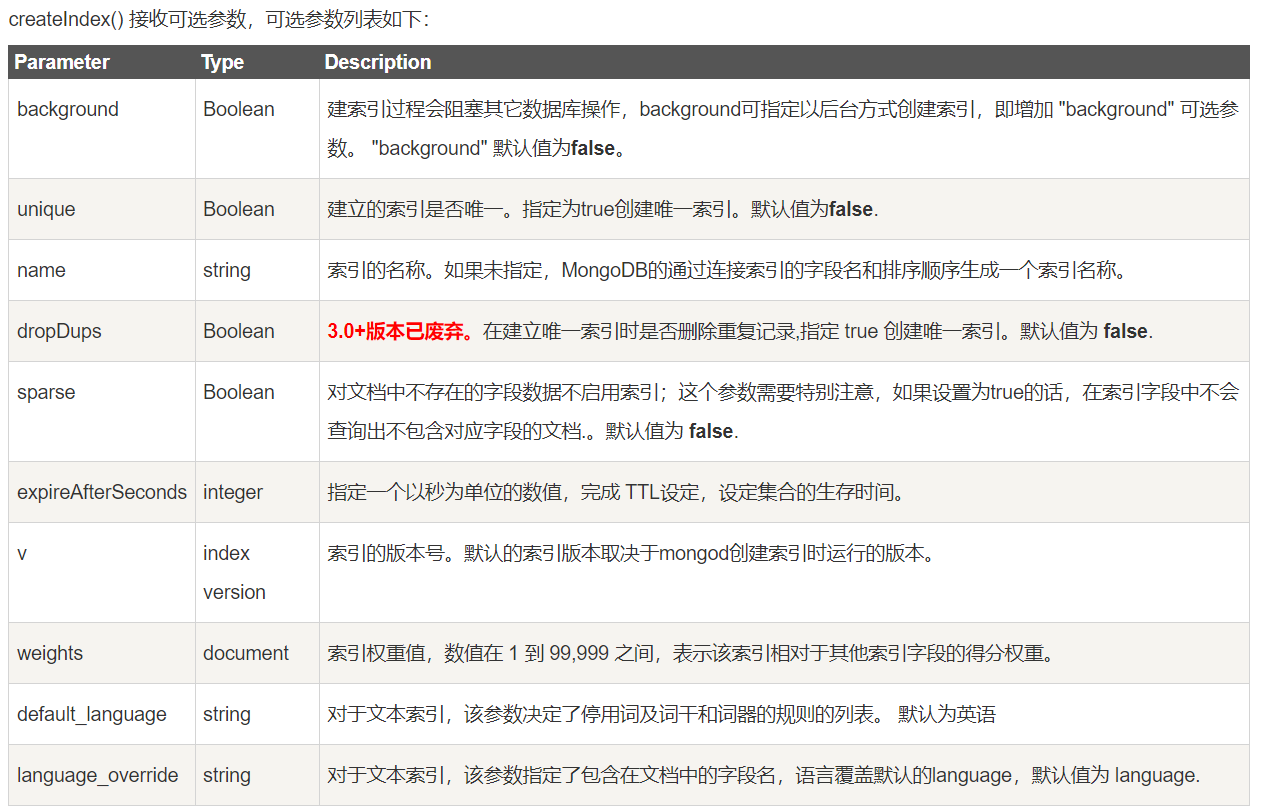 createIndex() 接收可选参数，可选参数列表如下：
Parameter Type Description
background Boolean 建索引过程会阻塞其它数据库操作，background可指定以后台方式创建索引，即增加 "background" 可选参
数。 "background" 默认值为false。
unique Boolean 建立的索引是否唯一。指定为true创建唯一索引。默认值为false.
name string 索引的名称。如果未指定，MongoDB的通过连接索引的字段名和排序顺序生成一个索引名称。
dropDups Boolean 3.0+版本已废弃。在建立唯一索引时是否删除重复记录,指定 true 创建唯一索引。默认值为 false.
sparse Boolean 对文档中不存在的字段数据不启用索引；这个参数需要特别注意，如果设置为true的话，在索引字段中不会
查询出不包含对应字段的文档.。默认值为 false.
expireAfterSeconds integer 指定一个以秒为单位的数值，完成 TTL设定，设定集合的生存时间。
v index 索引的版本号。默认的索引版本取决于mongod创建索引时运行的版本。
version
weights document 索引权重值，数值在 1 到 99,999 之间，表示该索引相对于其他索引字段的得分权重。
default_language string 对于文本索引，该参数决定了停用词及词干和词器的规则的列表。 默认为英语
language_override string 对于文本索引，该参数指定了包含在文档中的字段名，语言覆盖默认的language，默认值为 language.